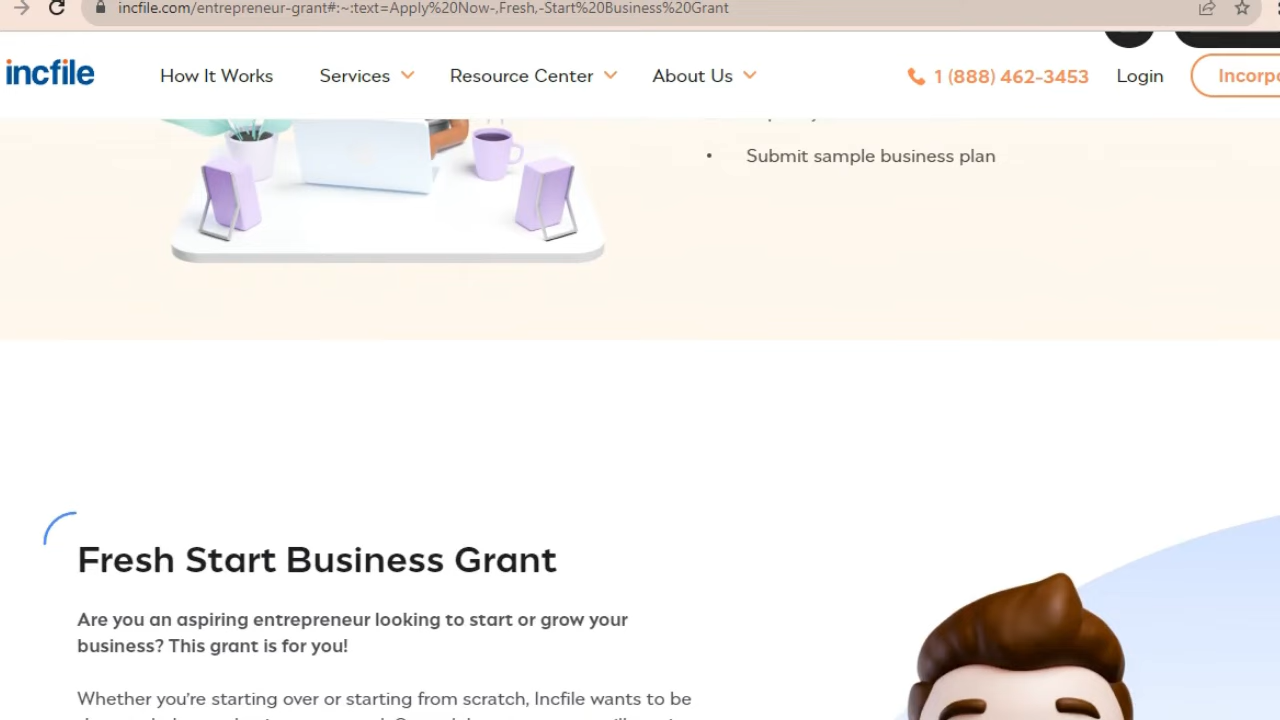 incfile.com/entrepreneur-grant#:~:text=Apply%20Now-,Fresh,-Start%20Business%20Grant
incfile
How It Works
Services
Resource Center
About Us
1 (888) 462-3453
Login
• Submit sample business plan
Fresh Start Business Grant
Are you an aspiring entrepreneur looking to start or grow your
business? This grant is for you!
Whether you're starting over or starting from scratch, Incfile wants to be